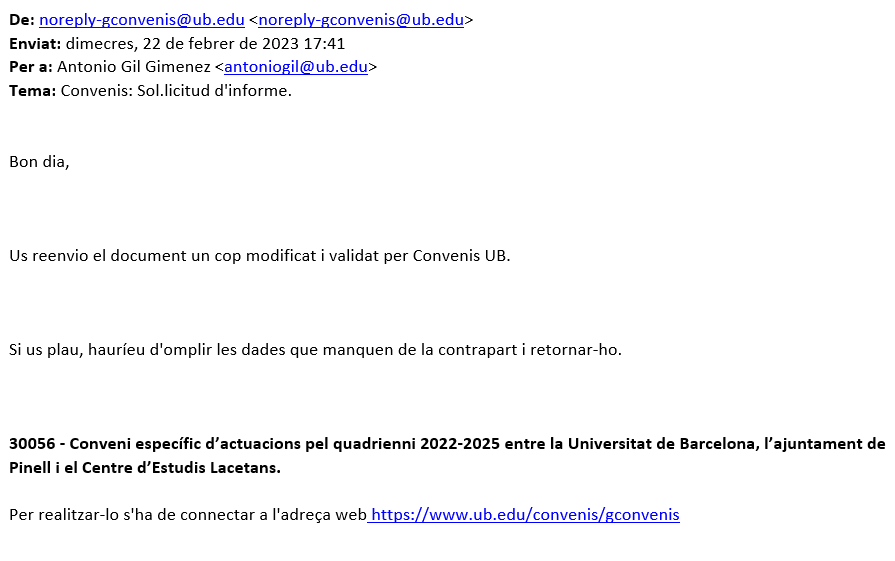 De: noreply-gconvenis@ub.edu <noreply-gconvenis@ub.edu>
Enviat: dimecres, 22 de febrer de 2023 17:41
Per a: Antonio Gil Gimenez <antoniogil@ub.edu>
Tema: Convenis: Sol.licitud d'informe.
Bon dia,
Us reenvio el document un cop modificat i validat per Convenis UB.
Si us plau, hauríeu d'omplir les dades que manquen de la contrapart i retornar-ho.
30056 - Conveni específic d’actuacions pel quadrienni 2022-2025 entre la Universitat de Barcelona, l’ajuntament de
Pinell i el Centre d’Estudis Lacetans.
Per realitzar-lo s'ha de connectar a l'adreça web https://www.ub.edu/convenis/gconvenis